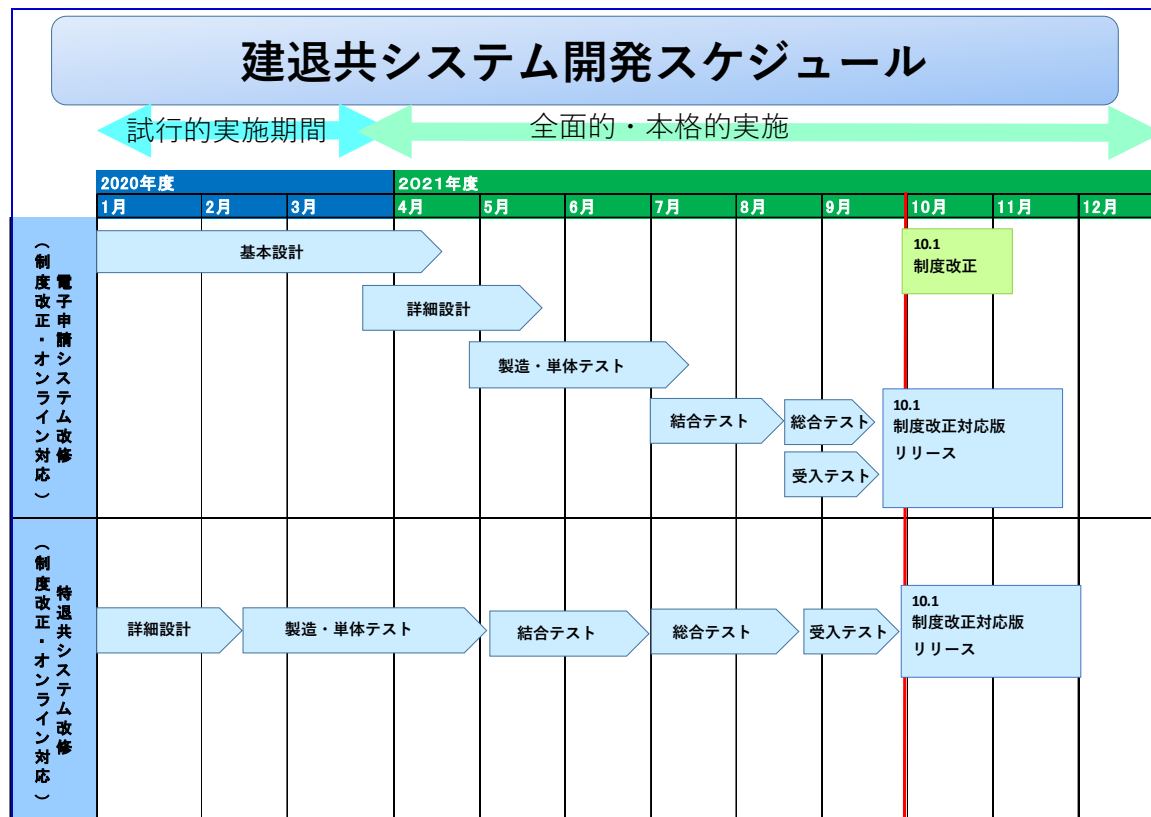 建退共システム開発スケジュール
試行的実施期間
全面的・本格的実施
2020年度
2021年度
1月
2月
3月
4月
5月
6月
7月
8月
9月
10月
11月
12月
電子申請システム改修
(制度改正・オンライン対応)
基本設計
詳細設計
製造・単体テスト
結合テスト
総合テスト
受入テスト
10.1
制度改正
10.1
制度改正対応版
リリース
特退共システム改修
(制度改正・オンライン対応)
詳細設計
製造・単体テスト
結合テスト
総合テスト
受入テスト
10.1
制度改正対応版
リリース